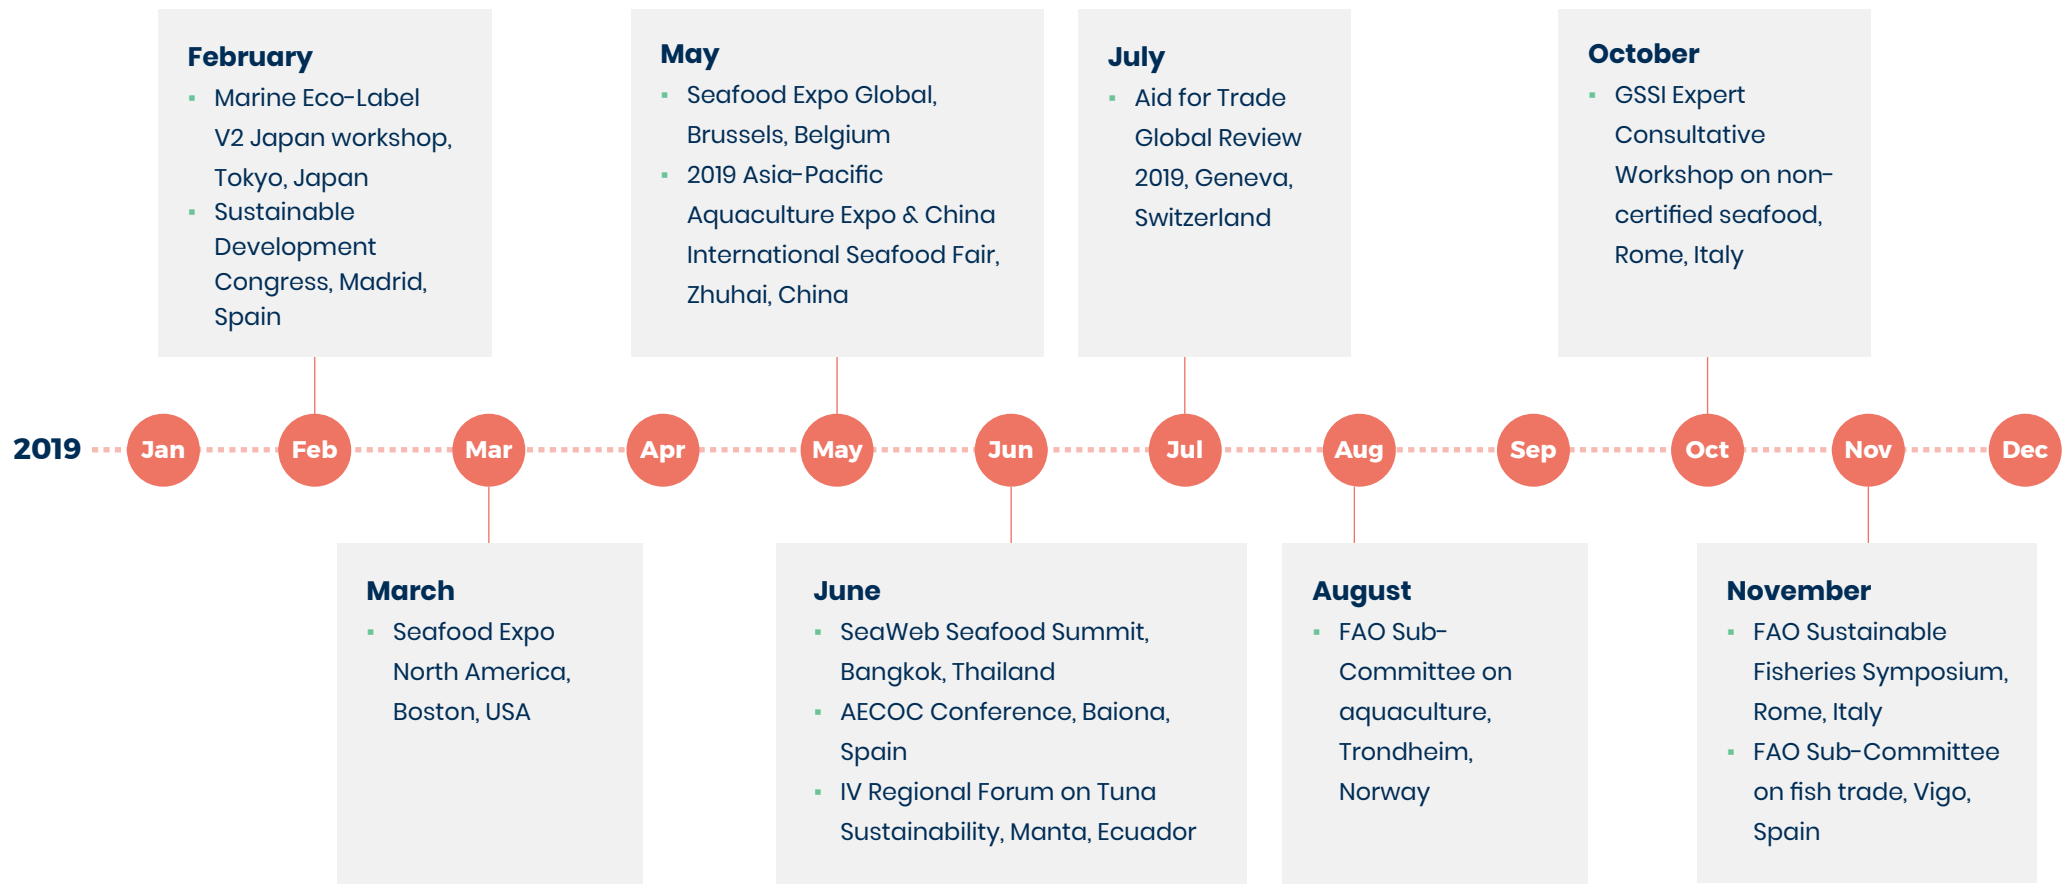 February
▪ Marine Eco-Label
V2 Japan workshop,
Tokyo, Japan
▪ Sustainable
Development
Congress, Madrid,
Spain
May
▪ Seafood Expo Global,
Brussels, Belgium
▪ 2019 Asia-Pacific
Aquaculture Expo & China
International Seafood Fair,
Zhuhai, China
July
▪ Aid for Trade
Global Review
2019, Geneva,
Switzerland
October
▪ GSSI Expert
Consultative
Workshop on non-
certified seafood,
Rome, Italy
2019 Jan Feb Mar Apr May Jun Jul Aug Sep Oct Nov Dec
March
▪ Seafood Expo
North America,
Boston, USA
June
▪ SeaWeb Seafood Summit,
Bangkok, Thailand
▪ AECOC Conference, Baiona,
Spain
▪ IV Regional Forum on Tuna
Sustainability, Manta, Ecuador
August
▪ FAO Sub-
Committee on
aquaculture,
Trondheim,
Norway
November
▪ FAO Sustainable
Fisheries Symposium,
Rome, Italy
▪ FAO Sub-Committee
on fish trade, Vigo,
Spain